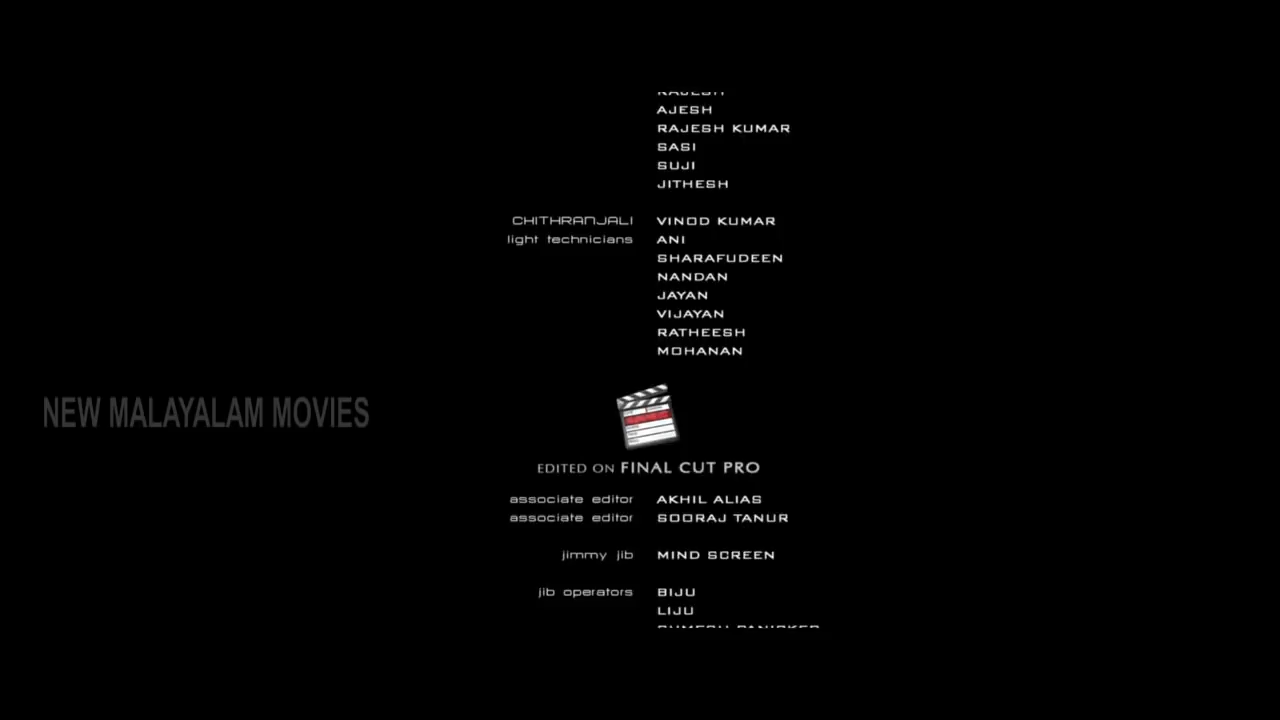 AJESH
RAJESH KUMAR
SASI
SUJI
JITHESH
CHITHRANJALI VINOD KUMAR
light technicians ANI
SHARAFUDEEN
NANDAN
JAYAN
VIJAYAN
RATHEESH
MOHANAN
NEW MALAYALAM MOVIES
EDITED ON FINAL CUT PRO
associate editor AKHIL ALIAS
associate editor SOORAJ TANUR
jimmy jib MIND SCREEN
jib operators BIJU
LIJU